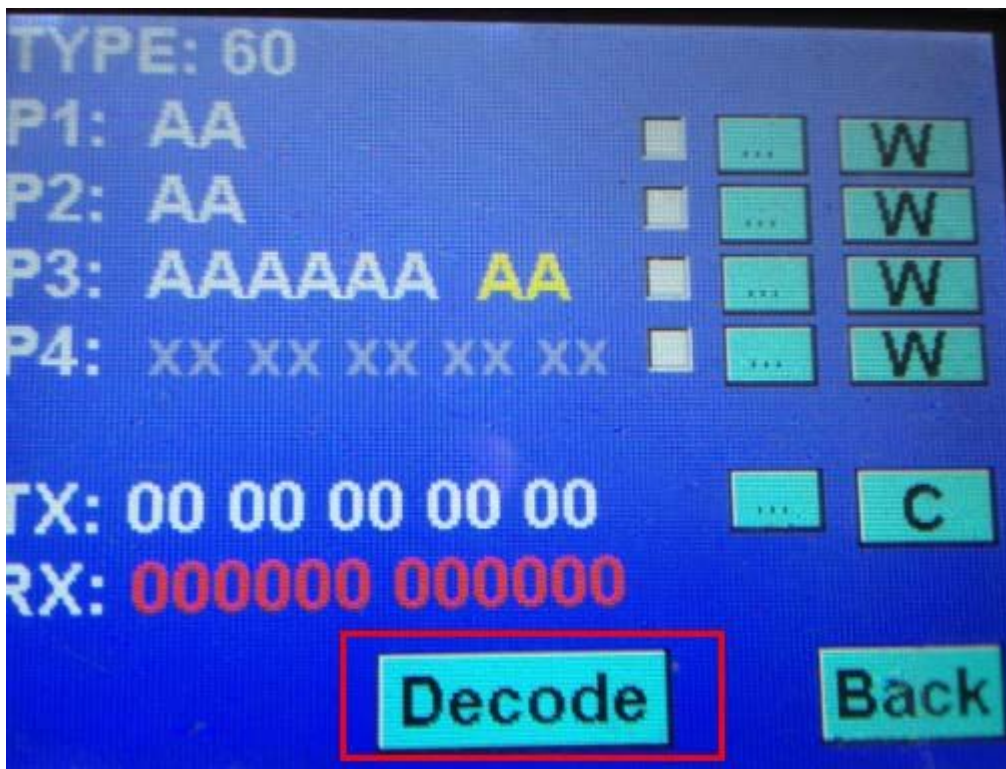 TYPE: 60
P1: AA ... W
P2: AA ... W
P3: AAAAAA AA ... W
P4: xx xx xx xx xx ... W
TX: 00 00 00 00 00 ... C
RX: 000000 000000
Decode Back